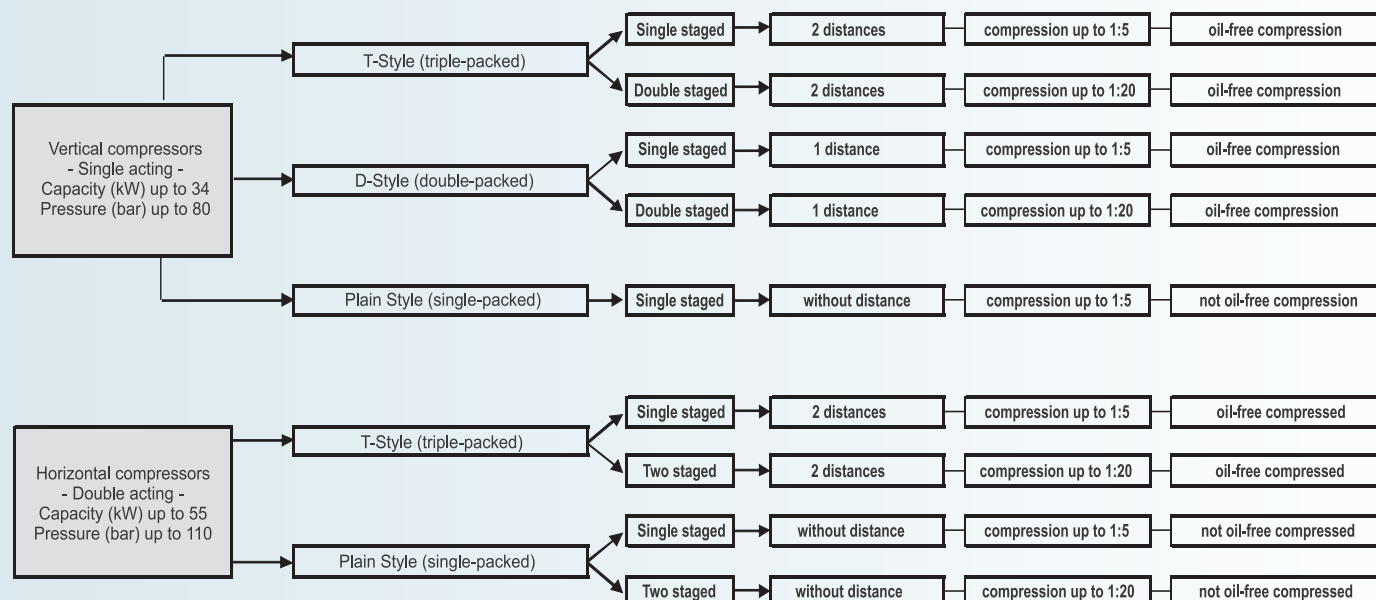 Vertical compressors
- Single acting -
Capacity (kW) up to 34
Pressure (bar) up to 80
T-Style (triple-packed)
Single staged
2 distances
compression up to 1:5
oil-free compression
Double staged
2 distances
compression up to 1:20
oil-free compression
D-Style (double-packed)
Single staged
1 distance
compression up to 1:5
oil-free compression
Double staged
1 distance
compression up to 1:20
oil-free compression
Plain Style (single-packed)
Single staged
without distance
compression up to 1:5
not oil-free compression
Horizontal compressors
- Double acting -
Capacity (kW) up to 55
Pressure (bar) up to 110
T-Style (triple-packed)
Single staged
2 distances
compression up to 1:5
oil-free compressed
Two staged
2 distances
compression up to 1:20
oil-free compressed
Plain Style (single-packed)
Single staged
without distance
compression up to 1:5
not oil-free compressed
Two staged
without distance
compression up to 1:20
not oil-free compressed